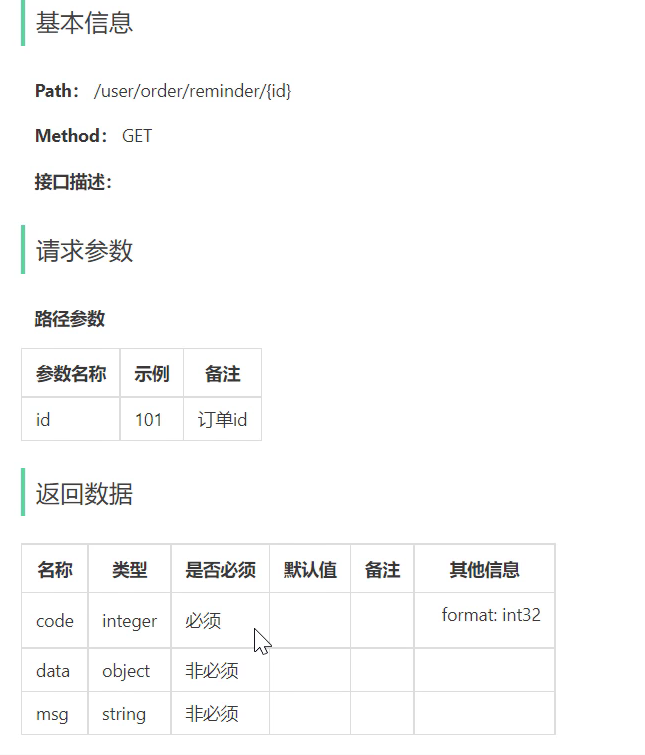 基本信息
Path： /user/order/reminder/{id}
Method： GET
接口描述：
请求参数
路径参数
参数名称 示例 备注
id 101 订单id
返回数据
名称 类型 是否必须 默认值 备注 其他信息
code integer 必须 format: int32
data object 非必须
msg string 非必须